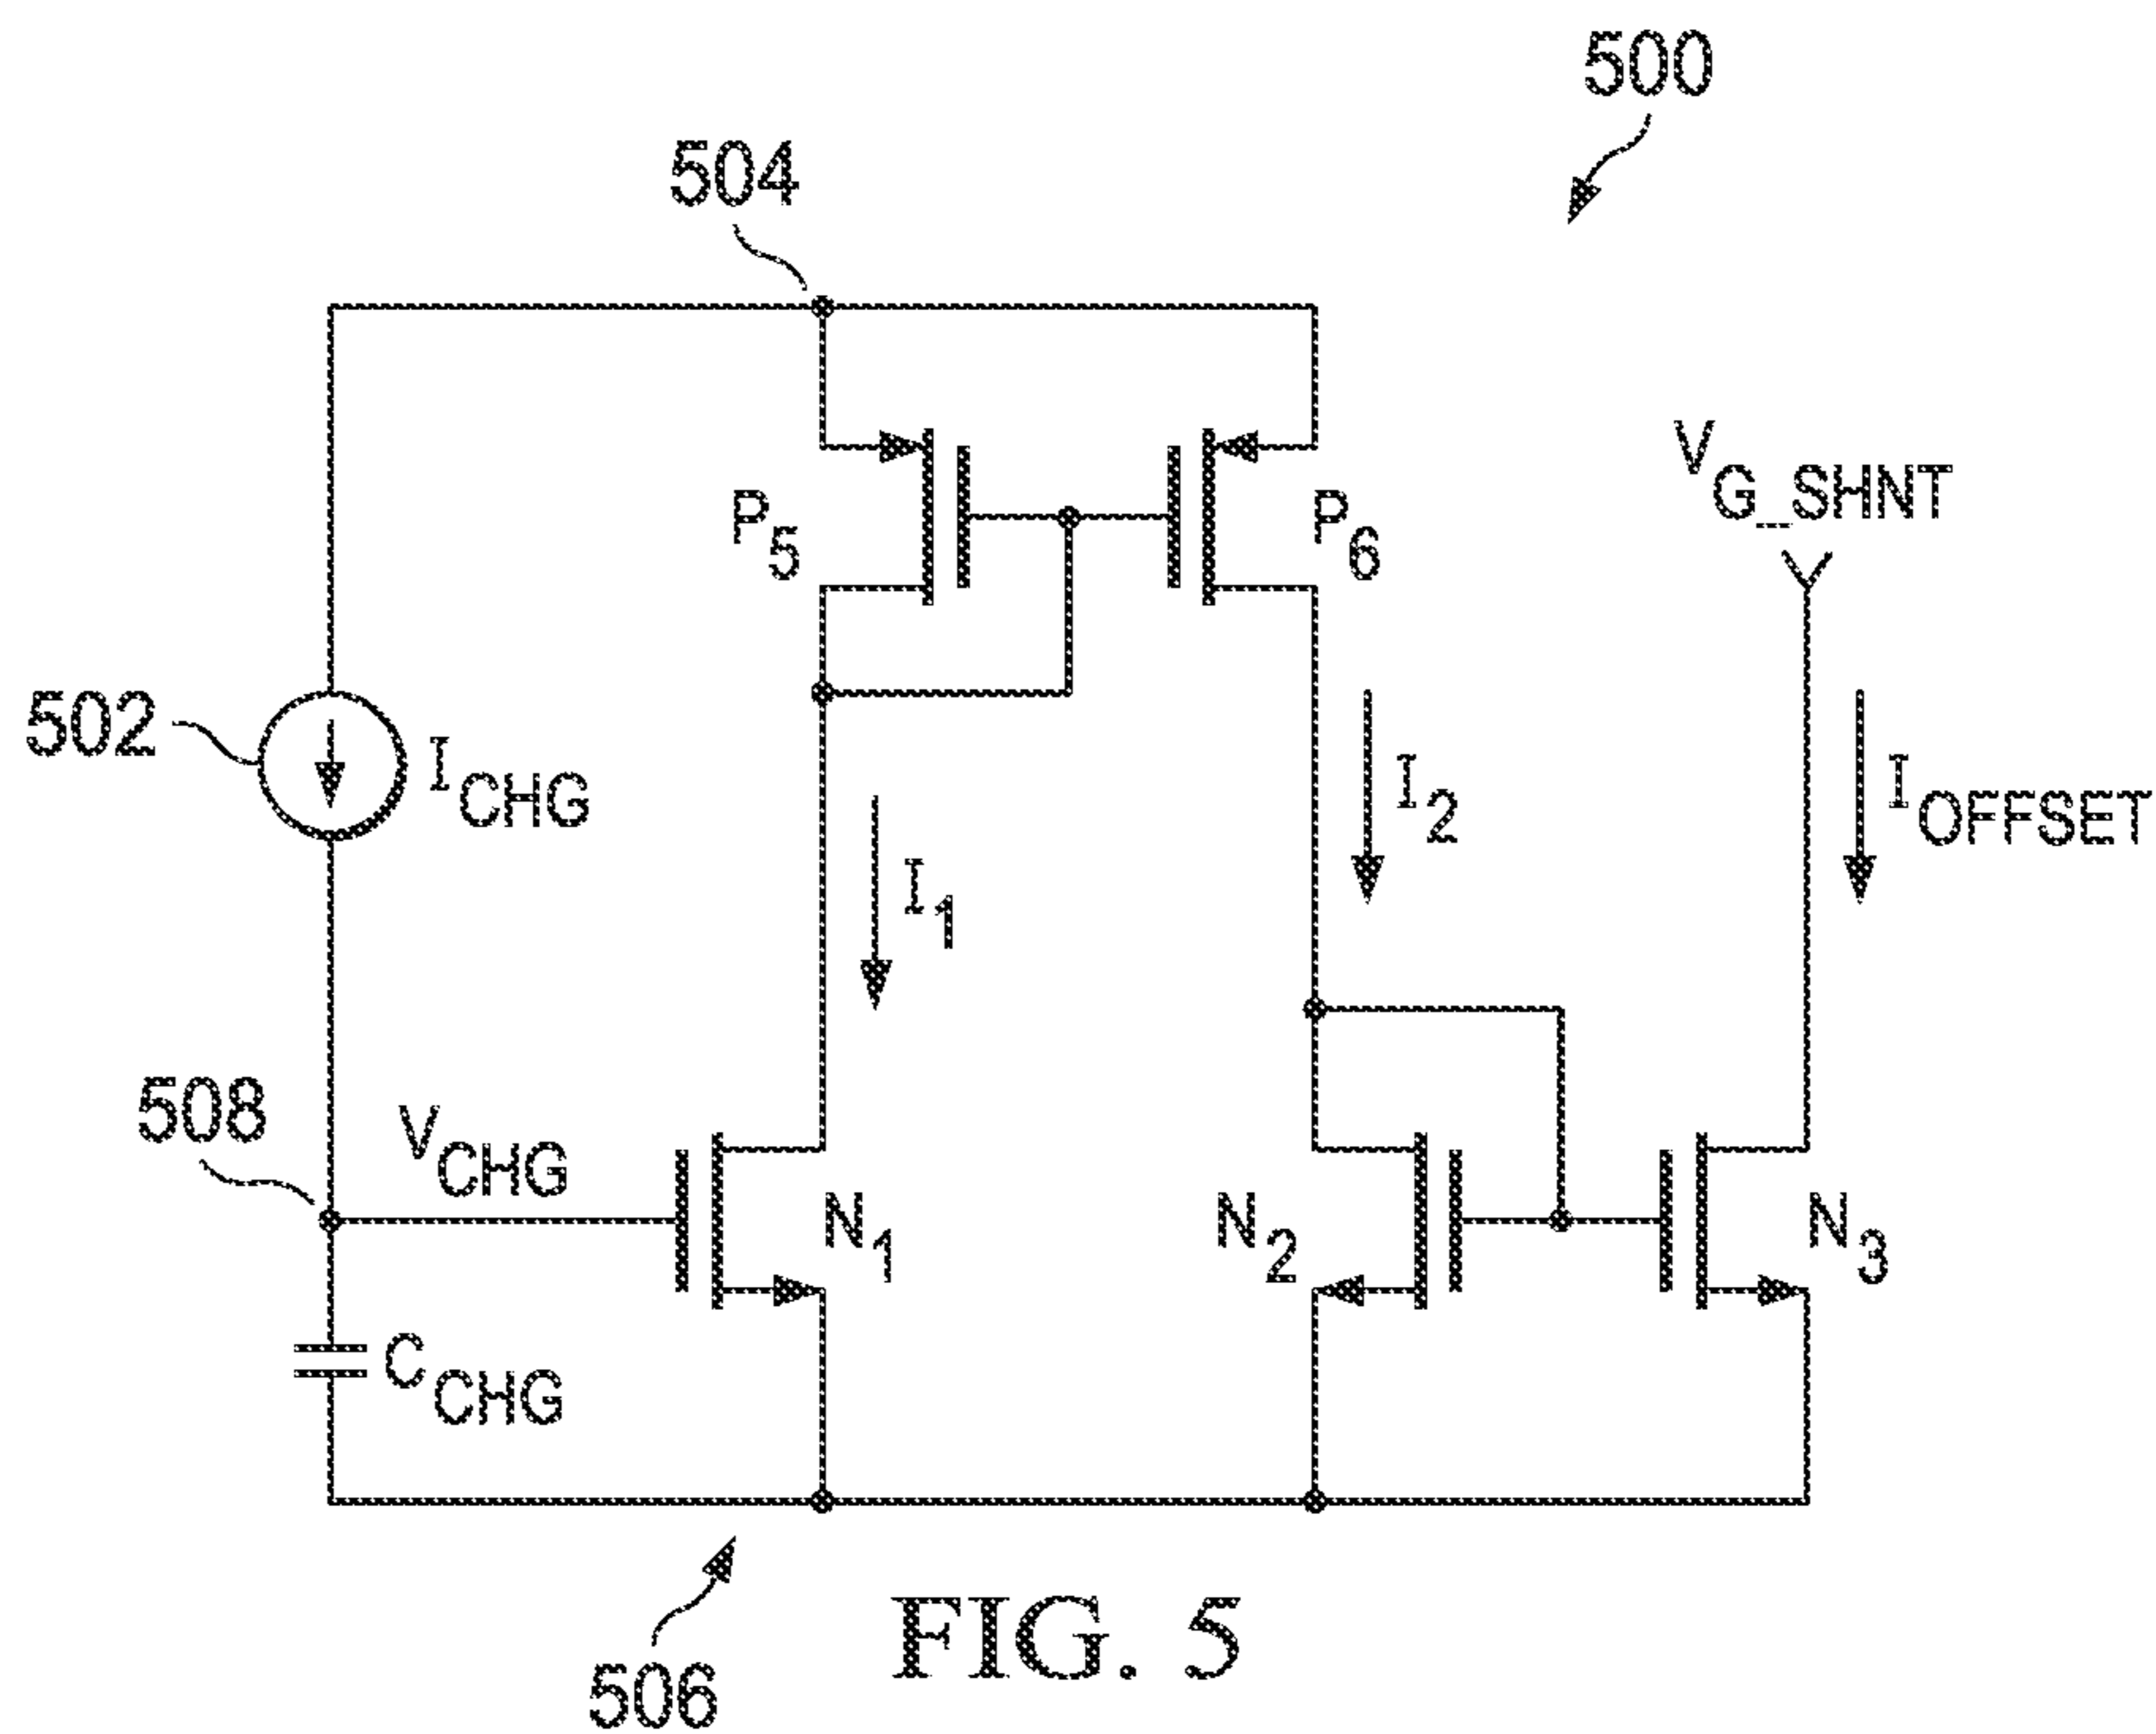 500
504
P5
P6
VG_SHNT
502
ICHG
I1
I2
IOFFSET
508
VCHG
N1
N2
N3
CCHG
506
FIG. 5